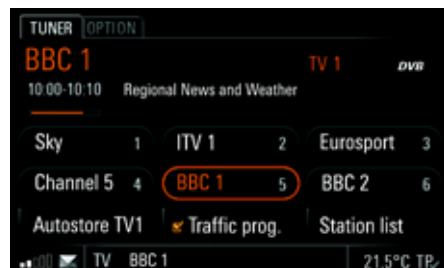 TUNER OPTION
BBC 1 TV 1 DVB
10:00-10:10 Regional News and Weather
Sky 1 ITV 1 2 Eurosport 3
Channel 5 4 BBC 1 5 BBC 2 6
Autostore TV1 Traffic prog. Station list
TV BBC 1 21.5°C TP